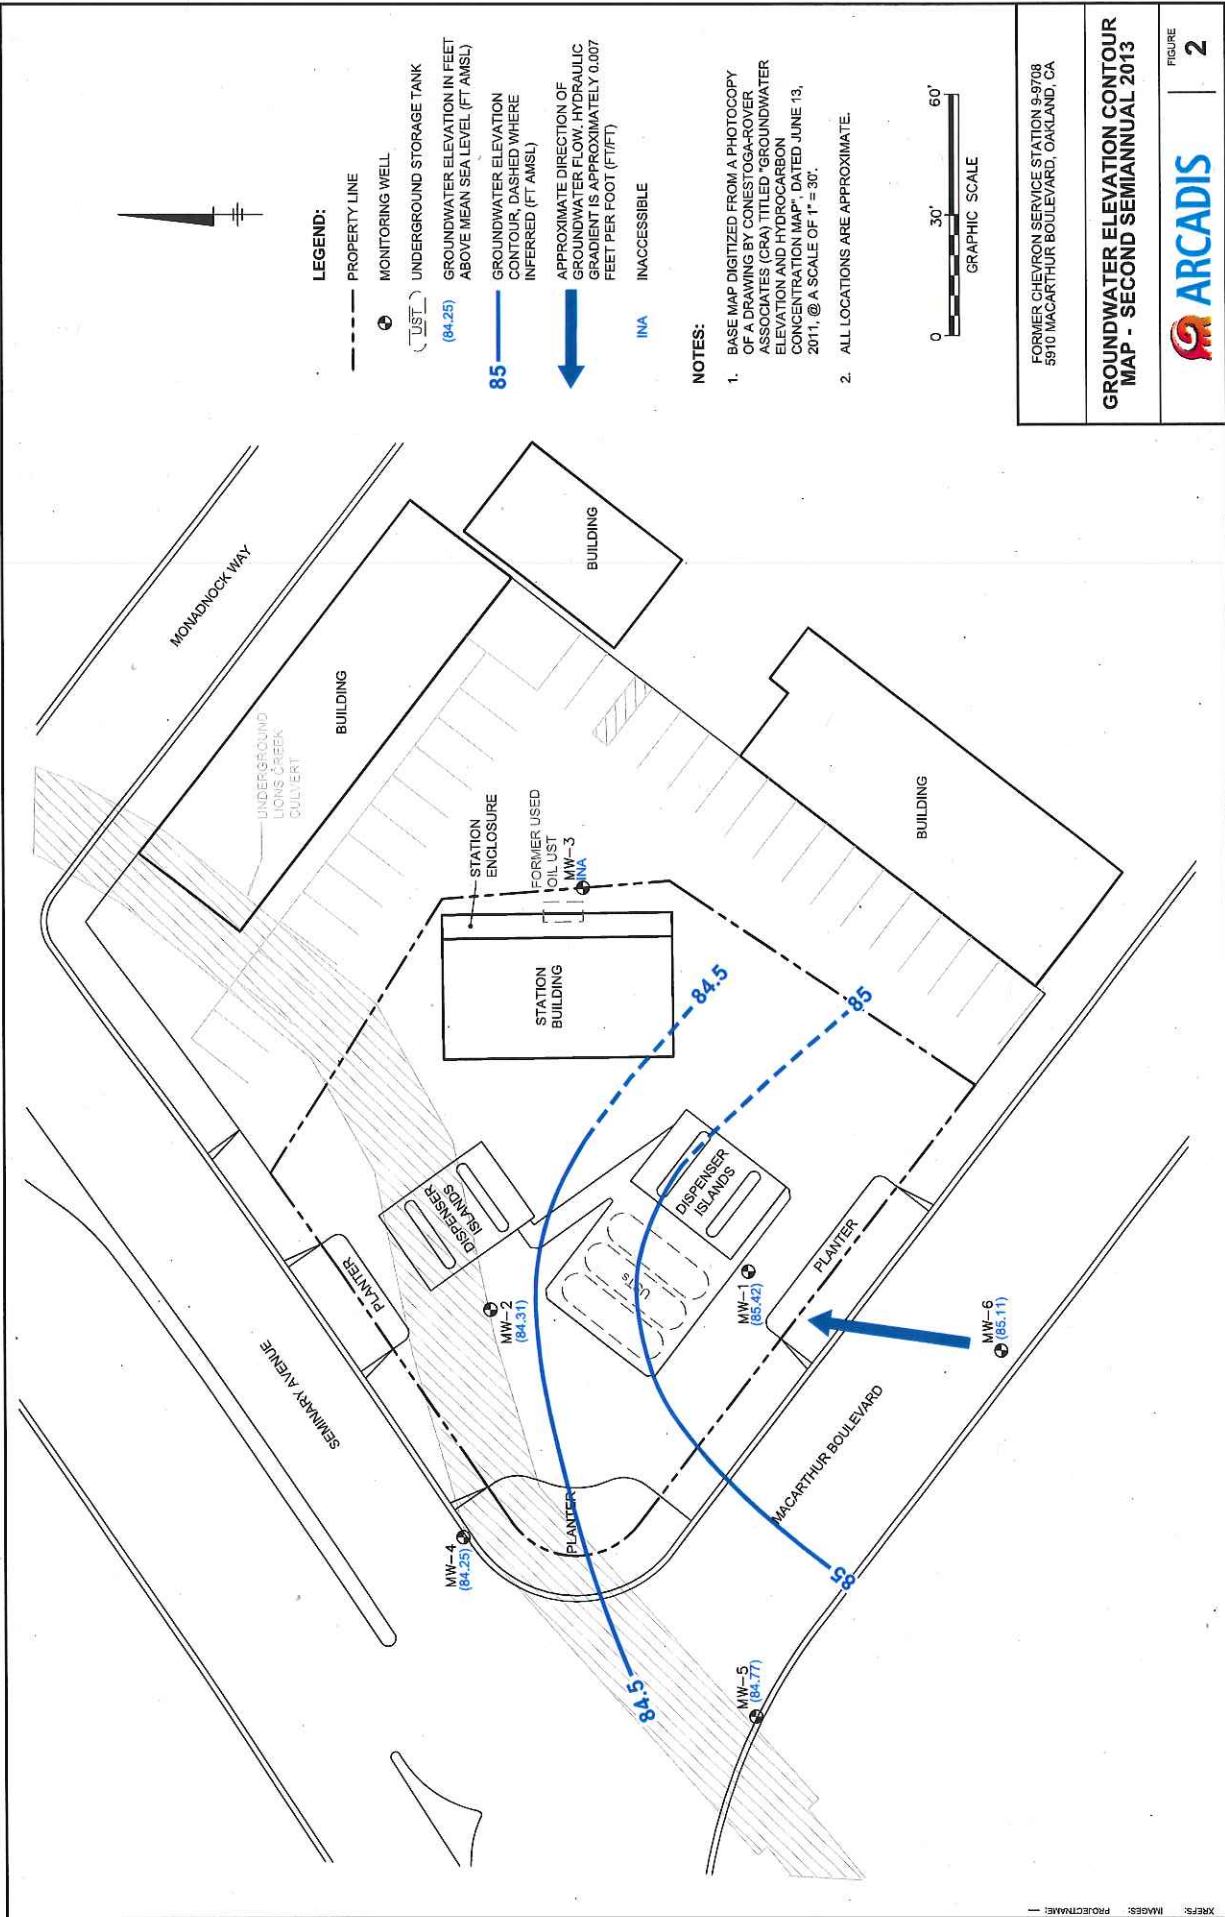 LEGEND:
PROPERTY LINE
MONITORING WELL
UST
UNDERGROUND STORAGE TANK
(84.25)
GROUNDWATER ELEVATION IN FEET
ABOVE MEAN SEA LEVEL (FT AMSL)
85
GROUNDWATER ELEVATION
CONTOUR, DASHED WHERE
INFERRED (FT AMSL)
APPROXIMATE DIRECTION OF
GROUNDWATER FLOW. HYDRAULIC
GRADIENT IS APPROXIMATELY 0.007
FEET PER FOOT (FT/FT)
INA
INACCESSIBLE
NOTES:
1. BASE MAP DIGITIZED FROM A PHOTOCOPY
OF A DRAWING BY CONESTOGA-ROVER
ASSOCIATES (CRA) TITLED "GROUNDWATER
ELEVATION AND HYDROCARBON
CONCENTRATION MAP", DATED JUNE 13,
2011, @ A SCALE OF 1" = 30'.
2. ALL LOCATIONS ARE APPROXIMATE.
0 30' 60'
GRAPHIC SCALE
FORMER CHEVRON SERVICE STATION 9-9708
5910 MACARTHUR BOULEVARD, OAKLAND, CA
GROUNDWATER ELEVATION CONTOUR
MAP - SECOND SEMIANNUAL 2013
ARCADIS
FIGURE
2
MONADNOCK WAY
BUILDING
BUILDING
BUILDING
UNDERGROUND
LIONS CREEK
CULVERT
STATION
ENCLOSURE
FORMER USED
OIL UST
MW-3
INA
STATION
BUILDING
84.5
85
DISPENSER
ISLANDS
DISPENSER
ISLANDS
USTs
PLANTER
PLANTER
PLANTER
MW-2
(84.31)
MW-1
(85.42)
MW-6
(85.11)
MW-4
(84.25)
MW-5
(84.77)
84.5
85
SEMINARY AVENUE
MACARTHUR BOULEVARD
XREFS: IMAGES: PROJECTNAME: —